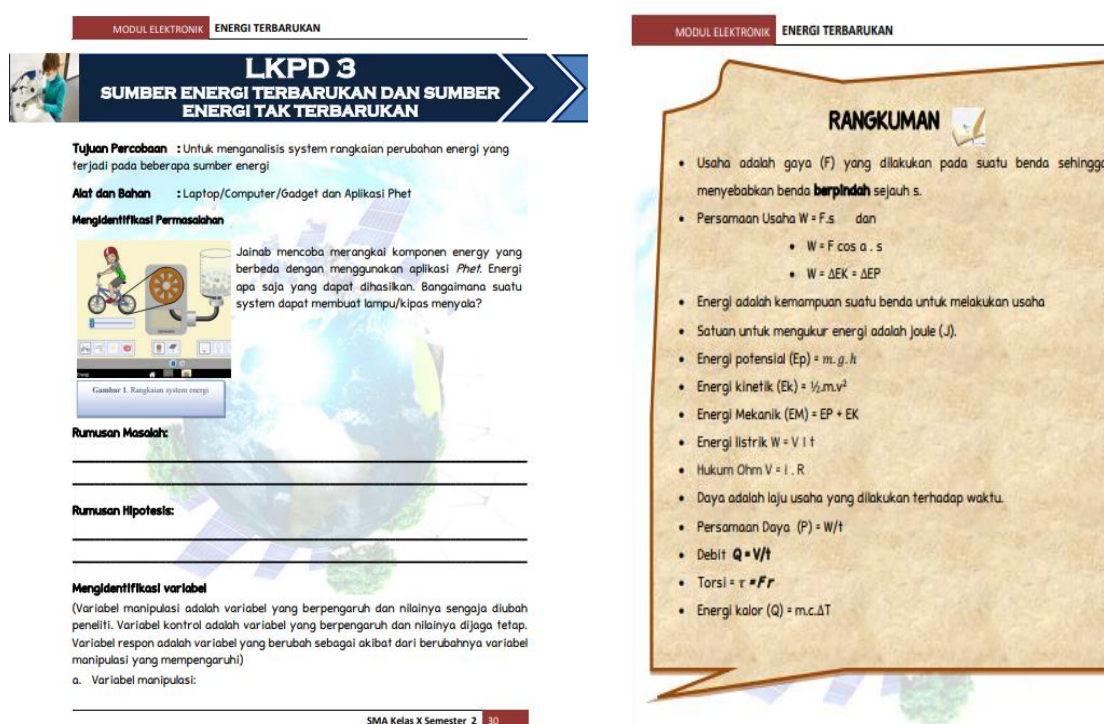 MODUL ELEKTRONIK ENERGI TERBARUKAN
LKPD 3
SUMBER ENERGI TERBARUKAN DAN SUMBER
ENERGI TAK TERBARUKAN
Tujuan Percobaan : Untuk menganalisis system rangkaian perubahan energi yang
terjadi pada beberapa sumber energi
Alat dan Bahan : Laptop/Computer/Gadget dan Aplikasi Phet
Mengidentifikasi Permasalahan
Jainab mencoba merangkai komponen energy yang
berbeda dengan menggunakan aplikasi Phet. Energi
apa saja yang dapat dihasilkan. Bangaimana suatu
system dapat membuat lampu/kipas menyala?
Gambar 1. Rangkaian system energi
Rumusan Masalah:
Rumusan Hipotesis:
Mengidentifikasi variabel
(Variabel manipulasi adalah variabel yang berpengaruh dan nilainya sengaja diubah
peneliti. Variabel kontrol adalah variabel yang berpengaruh dan nilainya dijaga tetap.
Variabel respon adalah variabel yang berubah sebagai akibat dari berubahnya variabel
manipulasi yang mempengaruhi)
a. Variabel manipulasi:
SMA Kelas X Semester 2 30
MODUL ELEKTRONIK ENERGI TERBARUKAN
RANGKUMAN
• Usaha adalah gaya (F) yang dilakukan pada suatu benda sehingga
menyebabkan benda berpindah sejauh s.
• Persamaan Usaha W = F.s dan
• W = F cos α . s
• W = ΔEK = ΔEP
• Energi adalah kemampuan suatu benda untuk melakukan usaha
• Satuan untuk mengukur energi adalah joule (J).
• Energi potensial (Ep) = m.g.h
• Energi kinetik (Ek) = ½.m.v²
• Energi Mekanik (EM) = EP + EK
• Energi listrik W = V I t
• Hukum Ohm V = I . R
• Daya adalah laju usaha yang dilakukan terhadap waktu.
• Persamaan Daya (P) = W/t
• Debit Q = V/t
• Torsi = τ = F r
• Energi kalor (Q) = m.c.ΔT